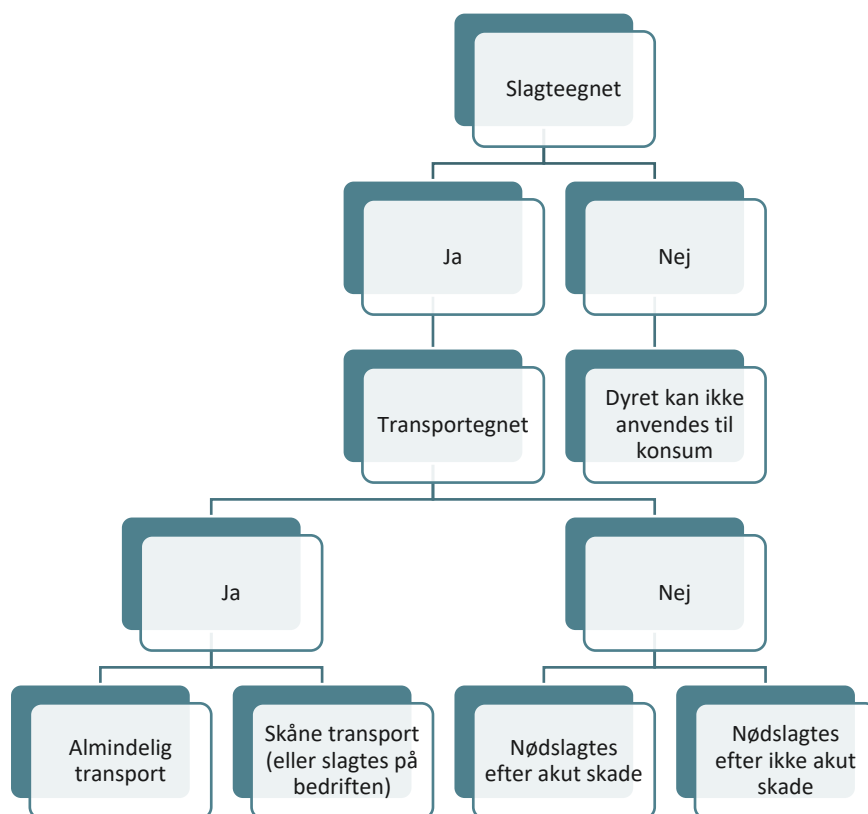 Slagteegnet
Ja
Nej
Transportegnet
Dyret kan ikke
anvendes til
konsum
Ja
Nej
Almindelig
transport
Skåne transport
(eller slagtes på
bedriften)
Nødslagtes
efter akut skade
Nødslagtes
efter ikke akut
skade